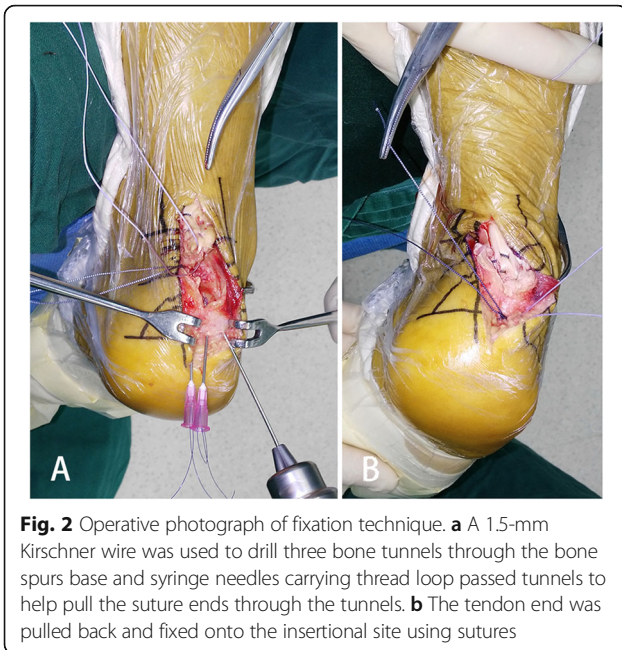 A
B
Fig. 2 Operative photograph of fixation technique. a A 1.5-mm
Kirschner wire was used to drill three bone tunnels through the bone
spurs base and syringe needles carrying thread loop passed tunnels to
help pull the suture ends through the tunnels. b The tendon end was
pulled back and fixed onto the insertional site using sutures